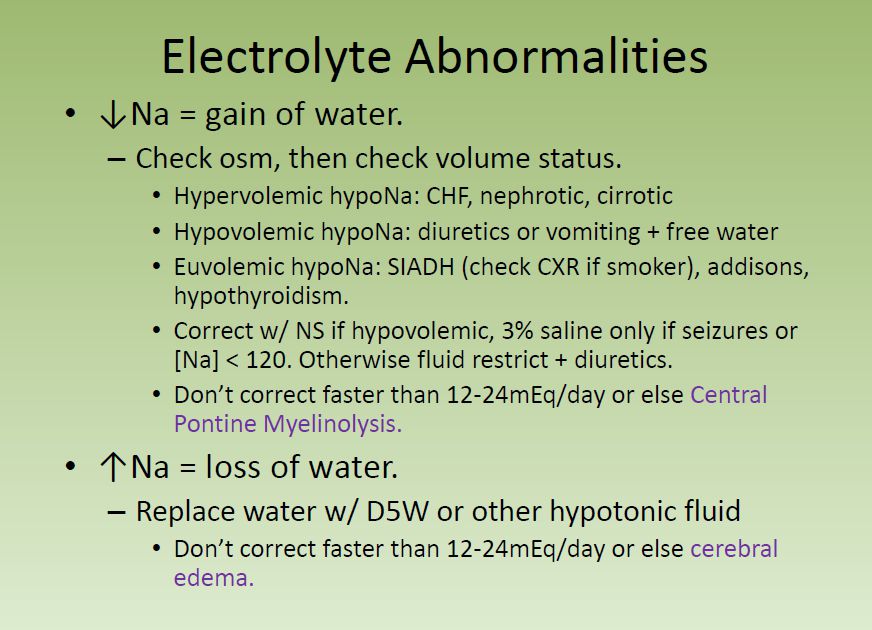 Electrolyte Abnormalities
• ↓Na = gain of water.
– Check osm, then check volume status.
• Hypervolemic hypoNa: CHF, nephrotic, cirrotic
• Hypovolemic hypoNa: diuretics or vomiting + free water
• Euvolemic hypoNa: SIADH (check CXR if smoker), addisons,
hypothyroidism.
• Correct w/ NS if hypovolemic, 3% saline only if seizures or
[Na] < 120. Otherwise fluid restrict + diuretics.
• Don’t correct faster than 12-24mEq/day or else Central
Pontine Myelinolysis.
• ↑Na = loss of water.
– Replace water w/ D5W or other hypotonic fluid
• Don’t correct faster than 12-24mEq/day or else cerebral
edema.